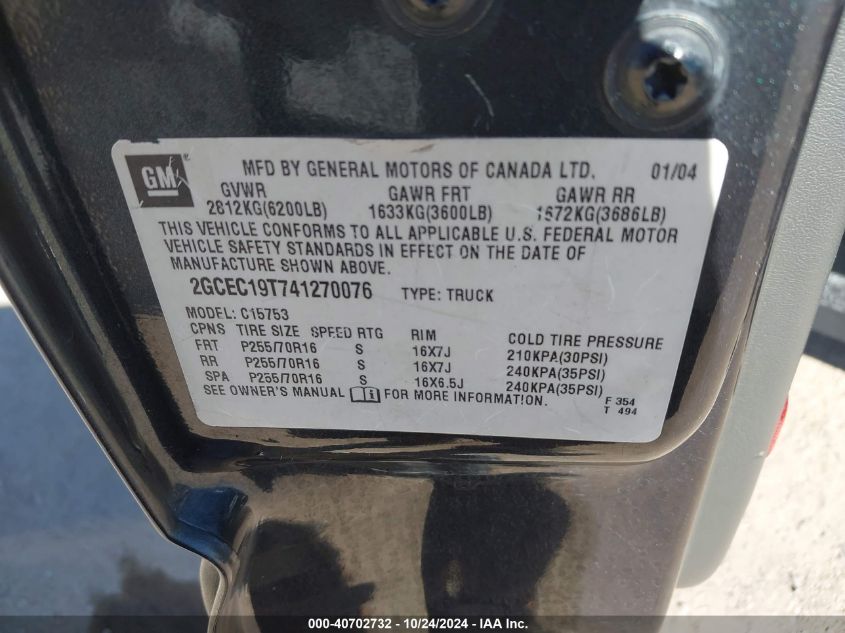 GM® MFD BY GENERAL MOTORS OF CANADA LTD. 01/04
GVWR GAWR FRT GAWR RR
2812KG(6200LB) 1633KG(3600LB) 1672KG(3686LB)
THIS VEHICLE CONFORMS TO ALL APPLICABLE U.S. FEDERAL MOTOR
VEHICLE SAFETY STANDARDS IN EFFECT ON THE DATE OF
MANUFACTURE SHOWN ABOVE.
2GCEC19T741270076 TYPE: TRUCK
MODEL: C15753
CPNS TIRE SIZE SPEED RTG RIM COLD TIRE PRESSURE
FRT P255/70R16 S 16X7J 210KPA(30PSI)
RR P255/70R16 S 16X7J 240KPA(35PSI)
SPA P255/70R16 S 16X6.5J 240KPA(35PSI)
SEE OWNER'S MANUAL FOR MORE INFORMATION. F 354
T 494
000-40702732 - 10/24/2024 - IAA Inc.